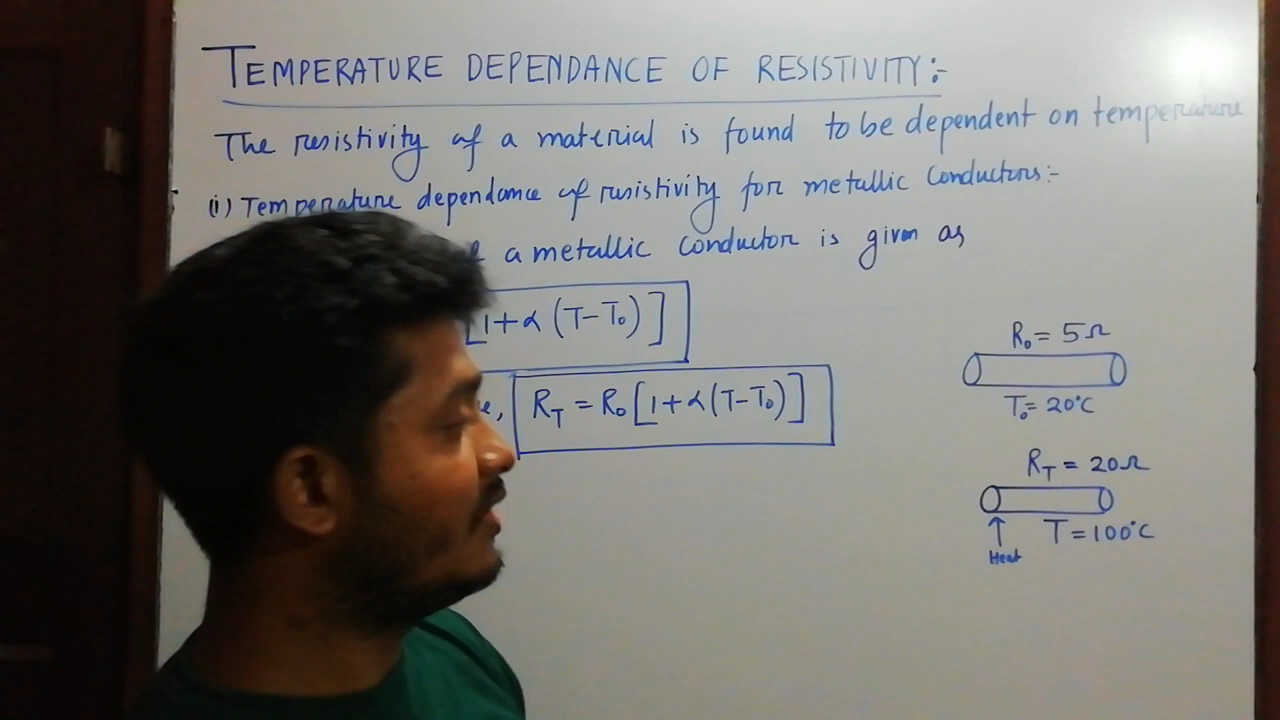 TEMPERATURE DEPENDANCE OF RESISTIVITY:-
The resistivity of a material is found to be dependent on temperature
(i) Temperature dependance of resistivity for metallic conductors:-
a metallic conductor is given as
[1+α(T-T₀)]
R_T = R₀[1+α(T-T₀)]
R₀ = 5Ω
T₀ = 20°C
R_T = 20Ω
T = 100°C
Heat